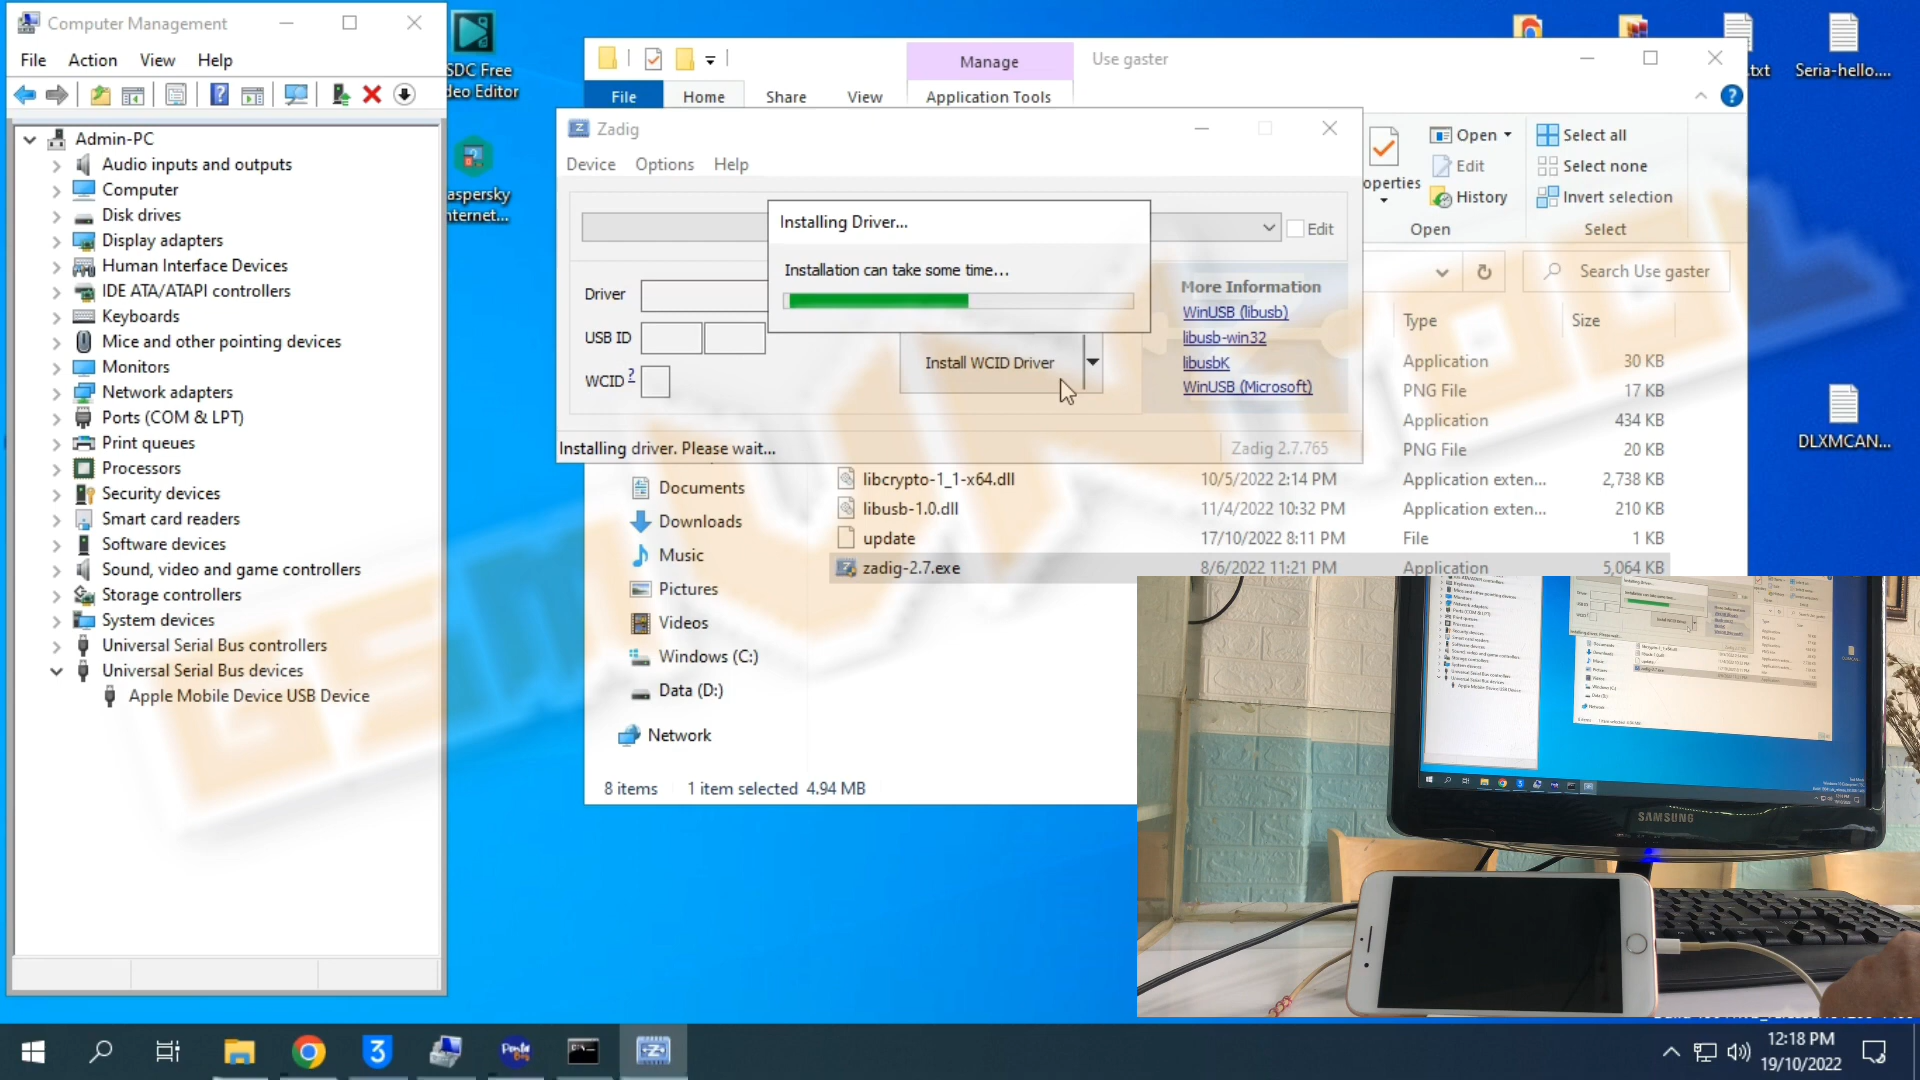 Computer Management
File Action View Help
Admin-PC
Audio inputs and outputs
Computer
Disk drives
Display adapters
Human Interface Devices
IDE ATA/ATAPI controllers
Keyboards
Mice and other pointing devices
Monitors
Network adapters
Ports (COM & LPT)
Print queues
Processors
Security devices
Smart card readers
Software devices
Sound, video and game controllers
Storage controllers
System devices
Universal Serial Bus controllers
Universal Serial Bus devices
Apple Mobile Device USB Device
SDC Free
deo Editor
aspersky
nternet...
Manage
Use gaster
File Home Share View Application Tools
Zadig
Device Options Help
Installing Driver...
Installation can take some time...
Edit
Driver
USB ID
WCID ?
Install WCID Driver
More Information
WinUSB (libusb)
libusb-win32
libusbK
WinUSB (Microsoft)
Installing driver. Please wait...
Zadig 2.7.765
operties
Open
Edit
History
Open
Select all
Select none
Invert selection
Select
Search Use gaster
Type Size
Application 30 KB
PNG File 17 KB
Application 434 KB
PNG File 20 KB
libcrypto-1_1-x64.dll 10/5/2022 2:14 PM Application exten... 2,738 KB
libusb-1.0.dll 11/4/2022 10:32 PM Application exten... 210 KB
update 17/10/2022 8:11 PM File 1 KB
zadig-2.7.exe 8/6/2022 11:21 PM Application 5,064 KB
Documents
Downloads
Music
Pictures
Videos
Windows (C:)
Data (D:)
Network
8 items 1 item selected 4.94 MB
.txt
Seria-hello....
DLXMCAN...
SAMSUNG
12:18 PM
19/10/2022